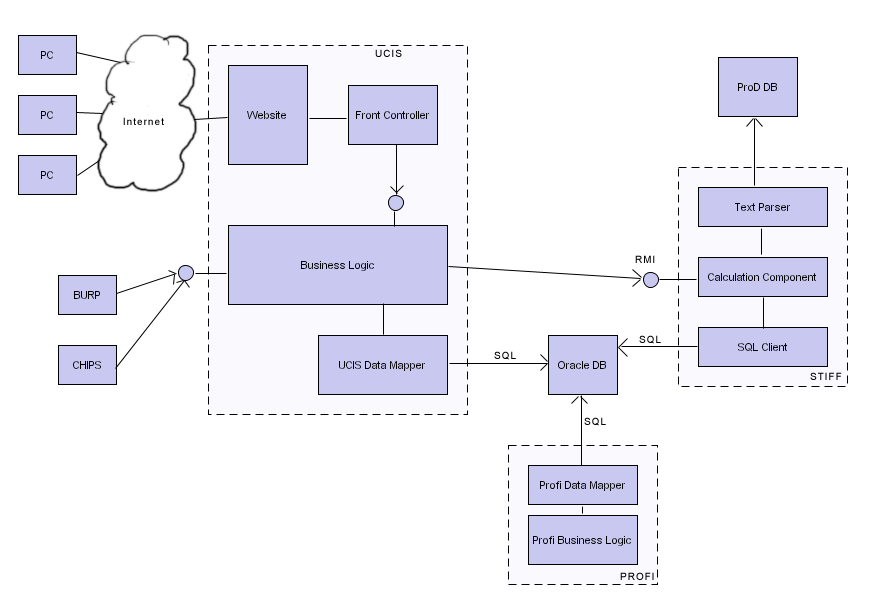 PC
PC
PC
Internet
UCIS
Website
Front Controller
Business Logic
UCIS Data Mapper
BURP
CHIPS
RMI
ProD DB
Text Parser
Calculation Component
SQL Client
STIFF
SQL
SQL
Oracle DB
SQL
Profi Data Mapper
Profi Business Logic
PROFI